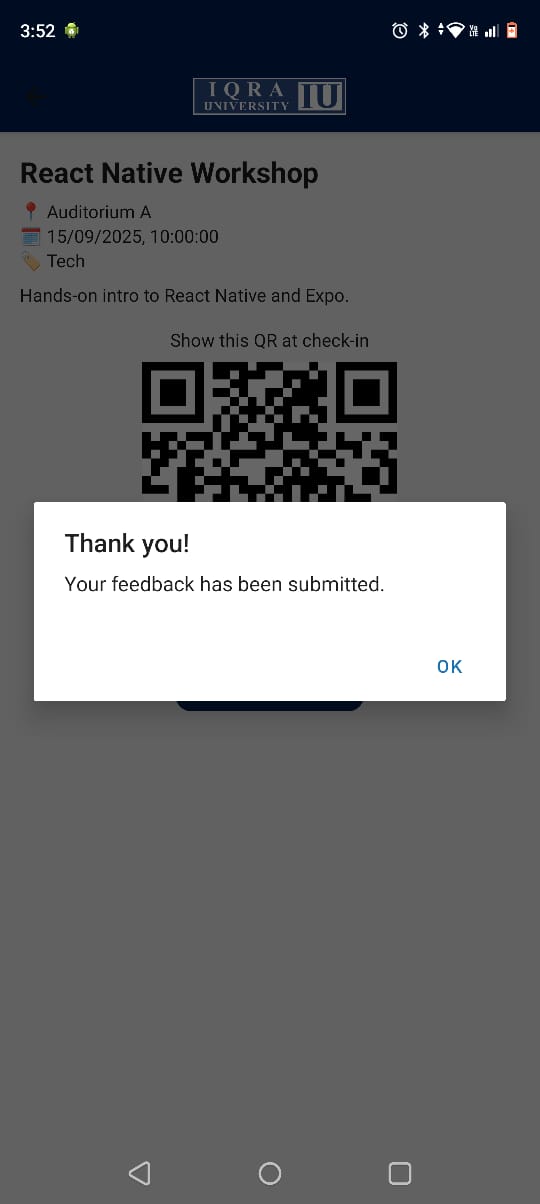 3:52
IQRA
UNIVERSITY IU
React Native Workshop
📍 Auditorium A
🗓️ 15/09/2025, 10:00:00
🏷️ Tech
Hands-on intro to React Native and Expo.
Show this QR at check-in
Thank you!
Your feedback has been submitted.
OK